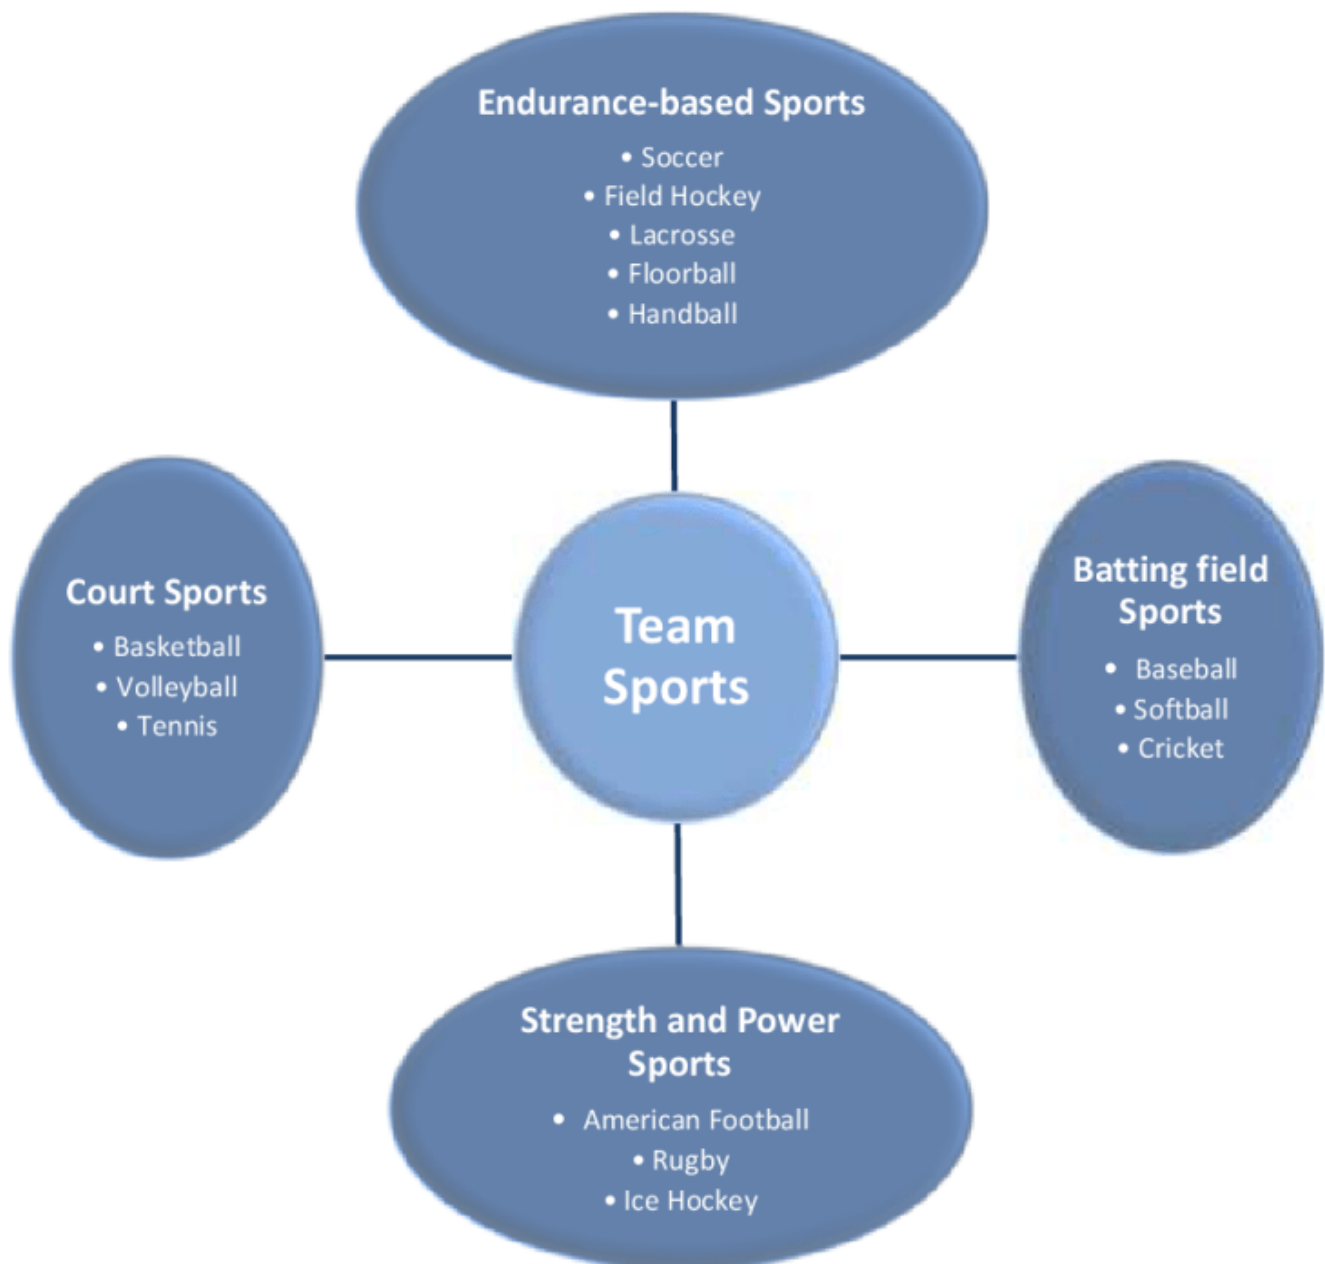 Endurance-based Sports
• Soccer
• Field Hockey
• Lacrosse
• Floorball
• Handball
Court Sports
• Basketball
• Volleyball
• Tennis
Team
Sports
Batting field
Sports
• Baseball
• Softball
• Cricket
Strength and Power
Sports
• American Football
• Rugby
• Ice Hockey